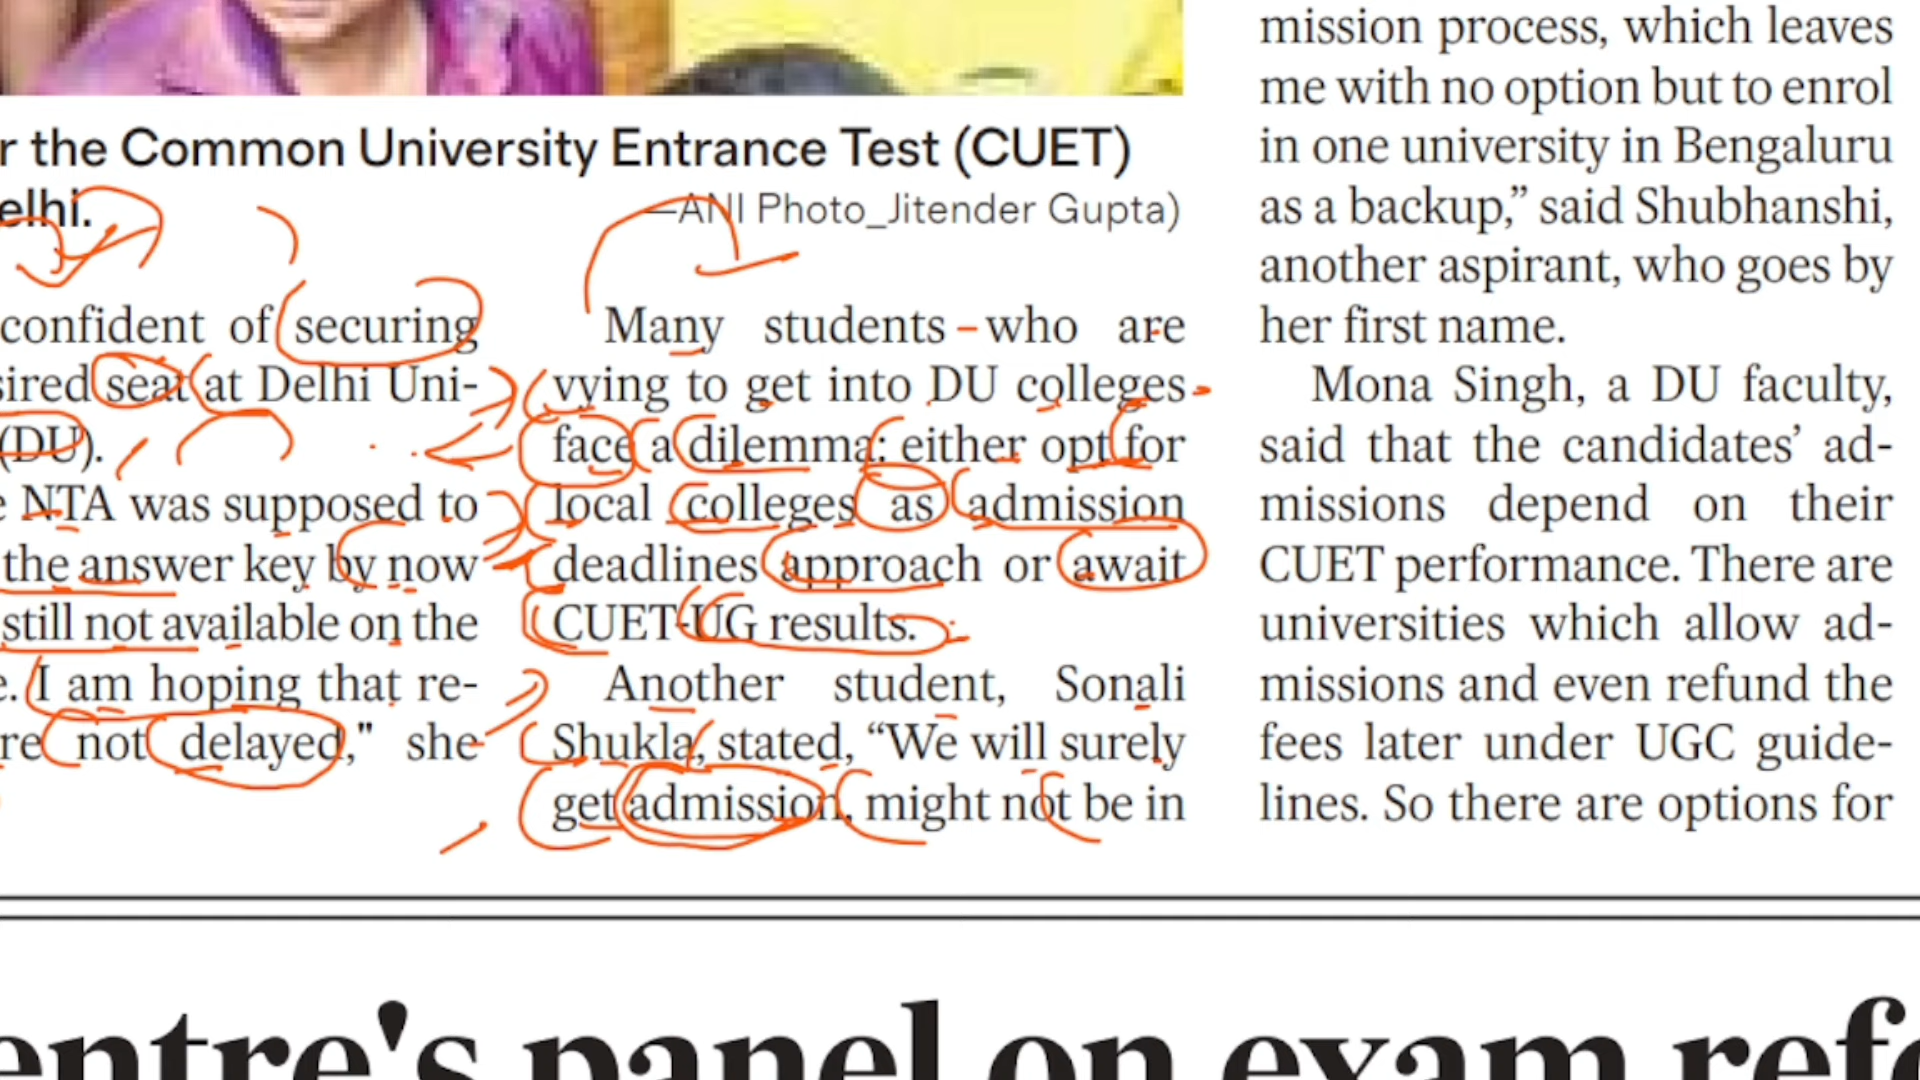 r the Common University Entrance Test (CUET)
elhi.
—ANI Photo_Jitender Gupta)
confident of securing
sired seat at Delhi Uni-
(DU).
e NTA was supposed to
the answer key by now
still not available on the
e. I am hoping that re-
re not delayed," she
Many students who are
vying to get into DU colleges
face a dilemma: either opt for
local colleges as admission
deadlines approach or await
CUET-UG results.
Another student, Sonali
Shukla, stated, “We will surely
get admission, might not be in
mission process, which leaves
me with no option but to enrol
in one university in Bengaluru
as a backup,” said Shubhanshi,
another aspirant, who goes by
her first name.
Mona Singh, a DU faculty,
said that the candidates’ ad-
missions depend on their
CUET performance. There are
universities which allow ad-
missions and even refund the
fees later under UGC guide-
lines. So there are options for
entre's panel on exam refo